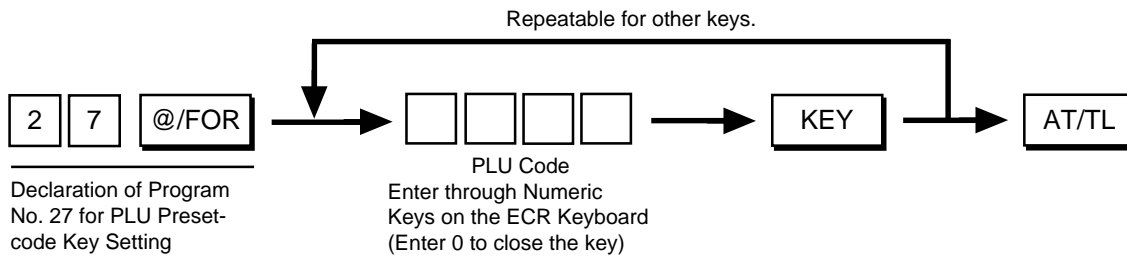 Repeatable for other keys.
2 7 @/FOR KEY AT/TL
Declaration of Program
No. 27 for PLU Preset-
code Key Setting
PLU Code
Enter through Numeric
Keys on the ECR Keyboard
(Enter 0 to close the key)